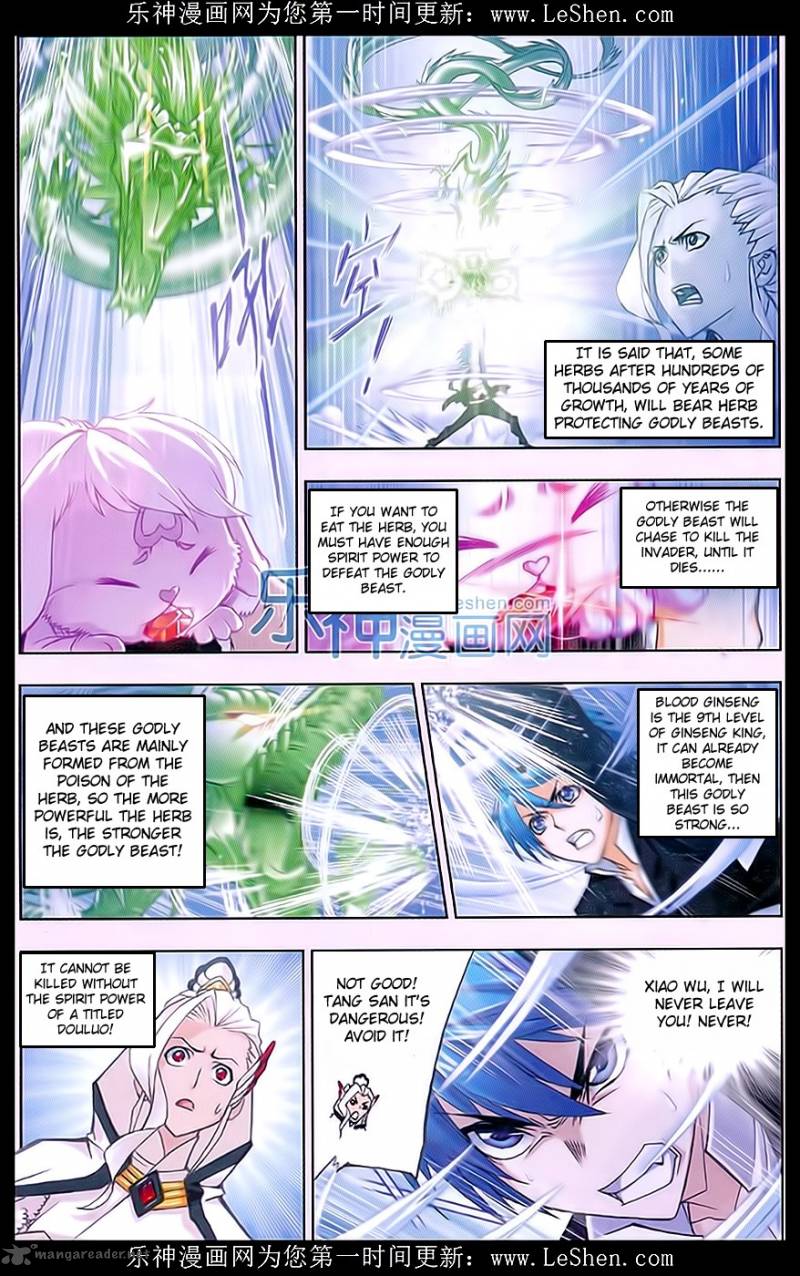 乐神漫画网为您第一时间更新：www.LeShen.com
吼
空
IT IS SAID THAT, SOME
HERBS AFTER HUNDREDS OF
THOUSANDS OF YEARS OF
GROWTH, WILL BEAR HERB
PROTECTING GODLY BEASTS.
IF YOU WANT TO
EAT THE HERB, YOU
MUST HAVE ENOUGH
SPIRIT POWER TO
DEFEAT THE GODLY
BEAST.
OTHERWISE THE
GODLY BEAST WILL
CHASE TO KILL THE
INVADER, UNTIL IT
DIES......
leshen.com
乐神漫画网
AND THESE GODLY
BEASTS ARE MAINLY
FORMED FROM THE
POISON OF THE
HERB, SO THE MORE
POWERFUL THE HERB
IS, THE STRONGER
THE GODLY BEAST!
BLOOD GINSENG
IS THE 9TH LEVEL
OF GINSENG KING,
IT CAN ALREADY
BECOME
IMMORTAL, THEN
THIS GODLY
BEAST IS SO
STRONG...
IT CANNOT BE
KILLED WITHOUT
THE SPIRIT POWER
OF A TITLED
DOULUO!
NOT GOOD!
TANG SAN IT'S
DANGEROUS!
AVOID IT!
XIAO WU, I WILL
NEVER LEAVE
YOU! NEVER!
mangareader.net
乐神漫画网为您第一时间更新：www.LeShen.com